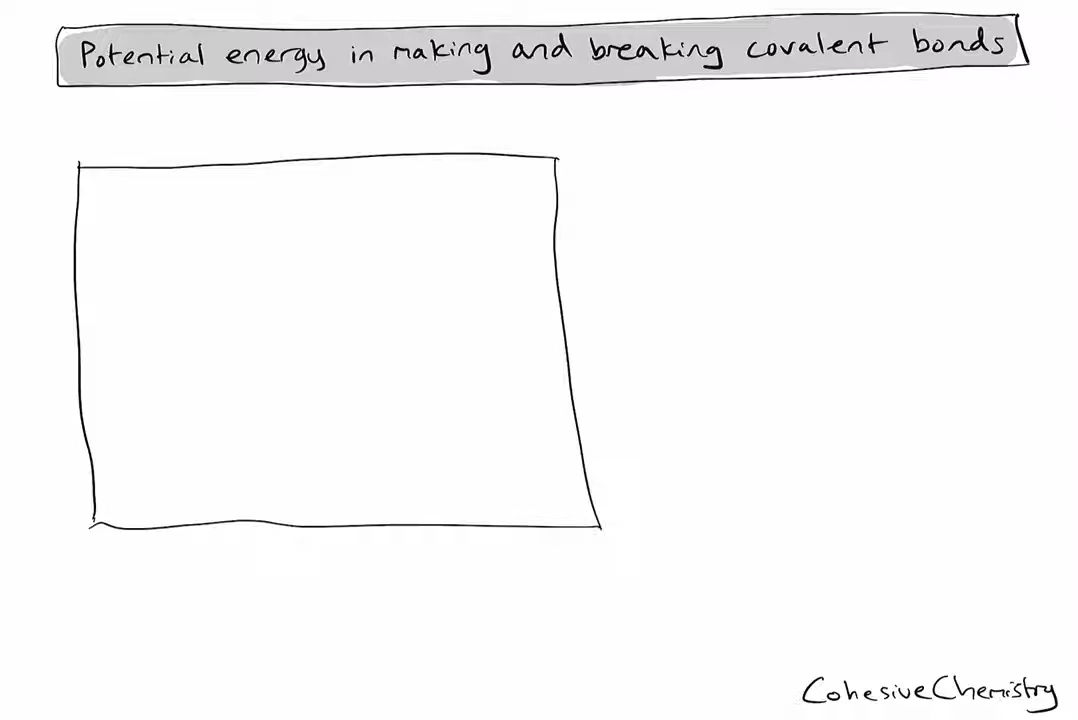 Potential energy in making and breaking covalent bonds
CohesiveChemistry